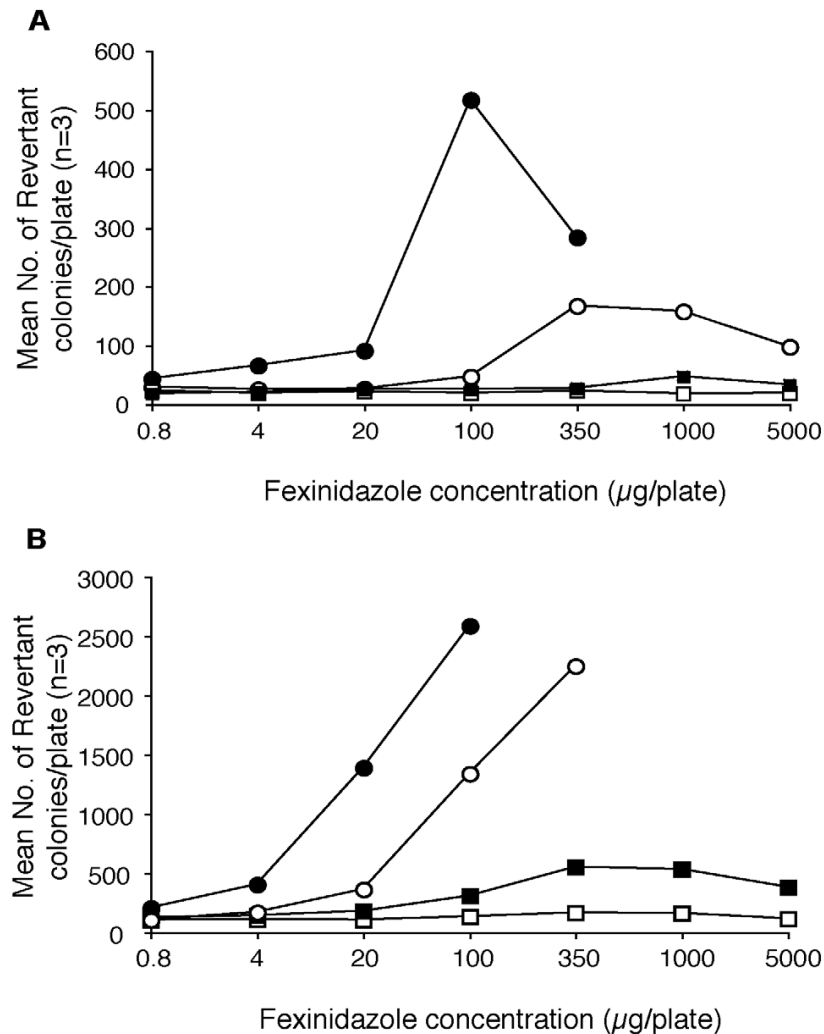 A
600
500
400
300
200
100
0
Mean No. of Revertant
colonies/plate (n=3)
0.8 4 20 100 350 1000 5000
Fexinidazole concentration (µg/plate)
B
3000
2500
2000
1500
1000
500
0
Mean No. of Revertant
colonies/plate (n=3)
0.8 4 20 100 350 1000 5000
Fexinidazole concentration (µg/plate)